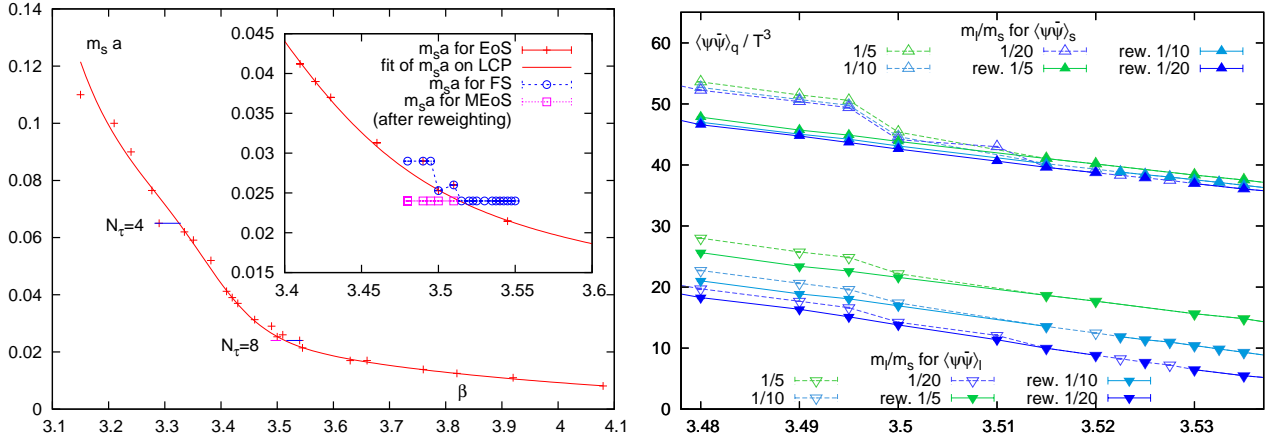 m_s a
0.12
0.1
0.08
0.06
0.04
0.02
0
3.1 3.2 3.3 3.4 3.5 3.6 3.7 3.8 3.9 4 4.1
β
N_τ=4
N_τ=8
m_s a for EoS
fit of m_s a on LCP
m_s a for FS
m_s a for MEoS
(after reweighting)
0.045
0.04
0.035
0.03
0.025
0.02
0.015
3.4 3.45 3.5 3.55 3.6
⟨ψψ̄⟩_q / T^3
60
50
40
30
20
10
0
3.48 3.49 3.5 3.51 3.52 3.53
m_l/m_s for ⟨ψψ̄⟩_s
1/5 1/20 rew. 1/10
1/10 rew. 1/5 rew. 1/20
m_l/m_s for ⟨ψψ̄⟩_l
1/5 1/20 rew. 1/10
1/10 rew. 1/5 rew. 1/20